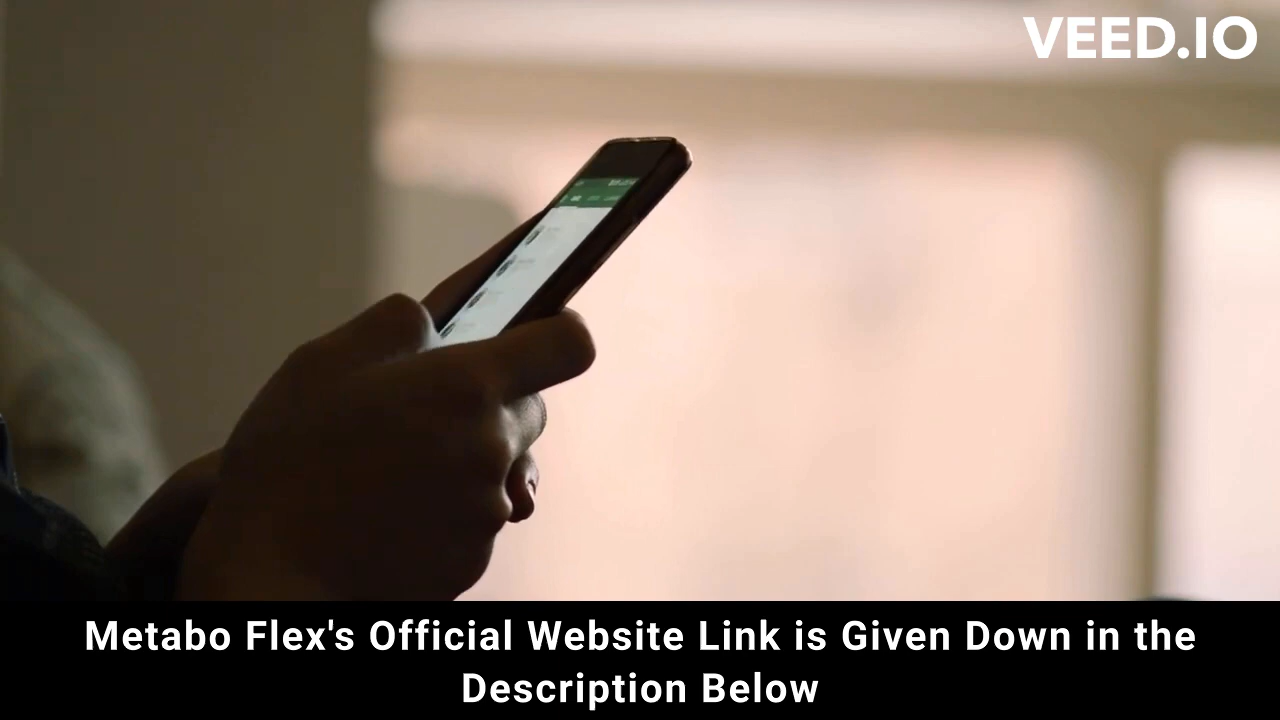 VEED.IO
Metabo Flex's Official Website Link is Given Down in the
Description Below